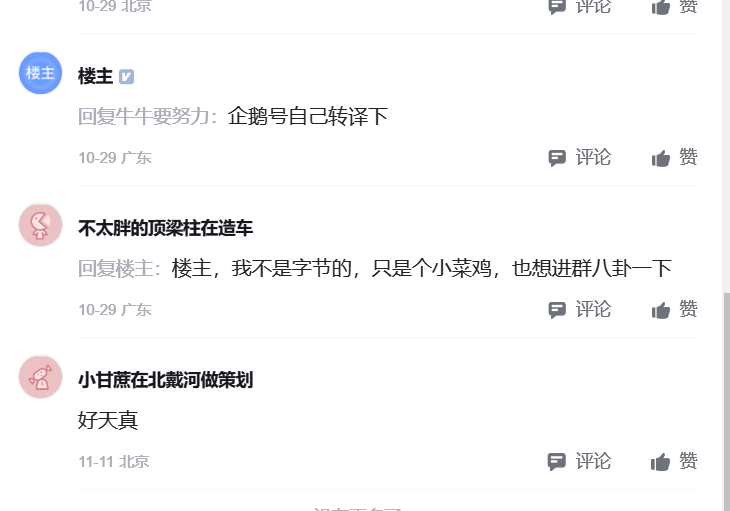 10-29 北京 评论 赞
楼主
楼主
回复牛牛要努力：企鹅号自己转译下
10-29 广东 评论 赞
不太胖的顶梁柱在造车
回复楼主：楼主，我不是字节的，只是个小菜鸡，也想进群八卦一下
10-29 广东 评论 赞
小甘蔗在北戴河做策划
好天真
11-11 北京 评论 赞